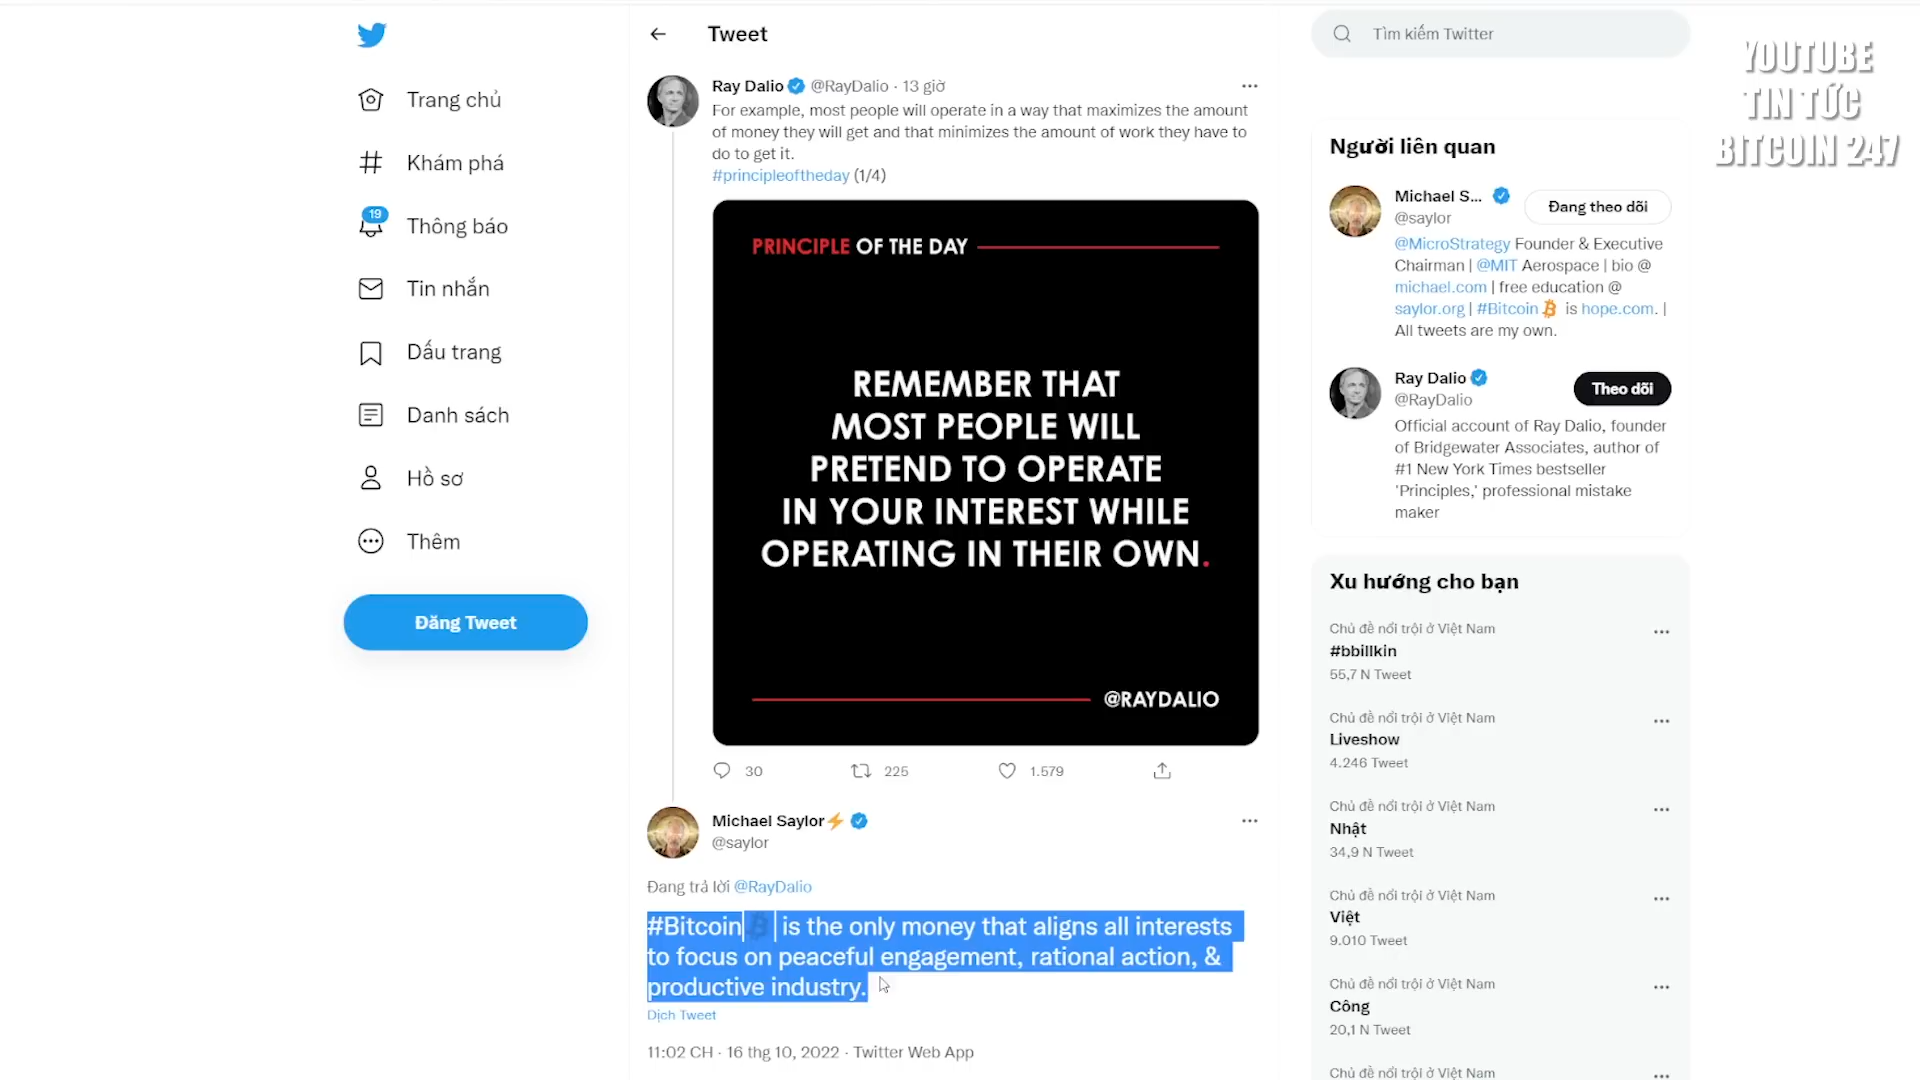 Tweet
Tìm kiếm Twitter
YOUTUBE
TIN TỨC
BITCOIN 247
Trang chủ
Khám phá
19
Thông báo
Tin nhắn
Dấu trang
Danh sách
Hồ sơ
Thêm
Đăng Tweet
Ray Dalio @RayDalio · 13 giờ
For example, most people will operate in a way that maximizes the amount
of money they will get and that minimizes the amount of work they have to
do to get it.
#principleoftheday (1/4)
PRINCIPLE OF THE DAY
REMEMBER THAT
MOST PEOPLE WILL
PRETEND TO OPERATE
IN YOUR INTEREST WHILE
OPERATING IN THEIR OWN.
@RAYDALIO
30 225 1.579
Michael Saylor⚡
@saylor
Đang trả lời @RayDalio
#Bitcoin is the only money that aligns all interests
to focus on peaceful engagement, rational action, &
productive industry.
Dịch Tweet
11:02 CH · 16 thg 10, 2022 · Twitter Web App
Người liên quan
Michael S...
Đang theo dõi
@saylor
@MicroStrategy Founder & Executive
Chairman | @MIT Aerospace | bio @
michael.com | free education @
saylor.org | #Bitcoin is hope.com. |
All tweets are my own.
Ray Dalio
Theo dõi
@RayDalio
Official account of Ray Dalio, founder
of Bridgewater Associates, author of
#1 New York Times bestseller
'Principles,' professional mistake
maker
Xu hướng cho bạn
Chủ đề nổi trội ở Việt Nam
#bbillkin
55,7 N Tweet
Chủ đề nổi trội ở Việt Nam
Liveshow
4.246 Tweet
Chủ đề nổi trội ở Việt Nam
Nhật
34,9 N Tweet
Chủ đề nổi trội ở Việt Nam
Việt
9.010 Tweet
Chủ đề nổi trội ở Việt Nam
Công
20,1 N Tweet
Chủ đề nổi trội ở Việt Nam